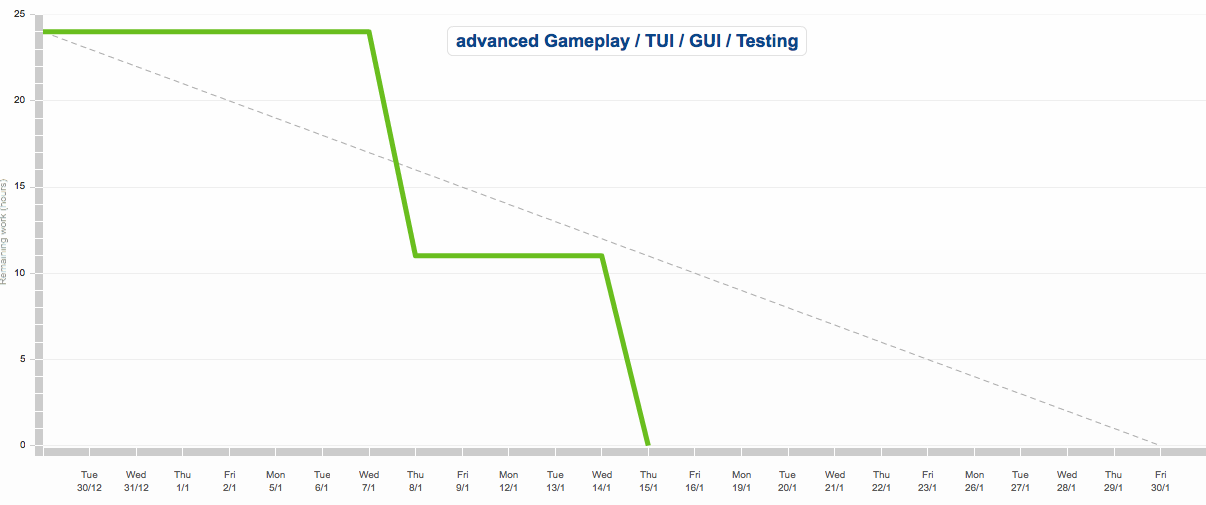 advanced Gameplay / TUI / GUI / Testing
25
20
15
10
5
0
Remaining work (hours)
Tue Wed Thu Fri Mon Tue Wed Thu Fri Mon Tue Wed Thu Fri Mon Tue Wed Thu Fri Mon Tue Wed Thu Fri
30/12 31/12 1/1 2/1 5/1 6/1 7/1 8/1 9/1 12/1 13/1 14/1 15/1 16/1 19/1 20/1 21/1 22/1 23/1 26/1 27/1 28/1 29/1 30/1